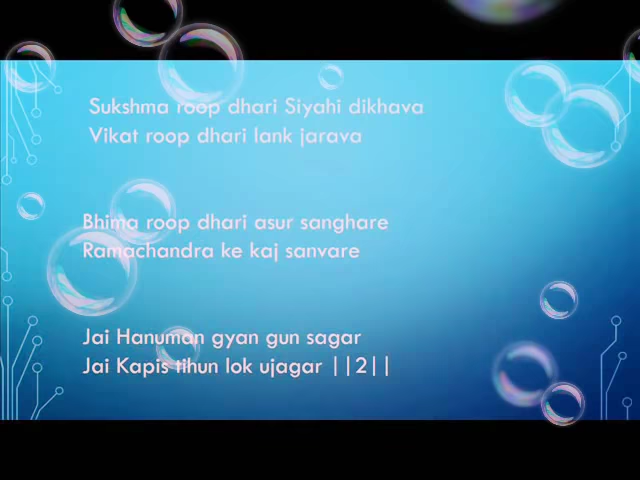 Sukshma roop dhari Siyahi dikhava
Vikat roop dhari lank jarava
Bhima roop dhari asur sanghare
Ramachandra ke kaj sanvare
Jai Hanuman gyan gun sagar
Jai Kapis tihun lok ujagar ||2||